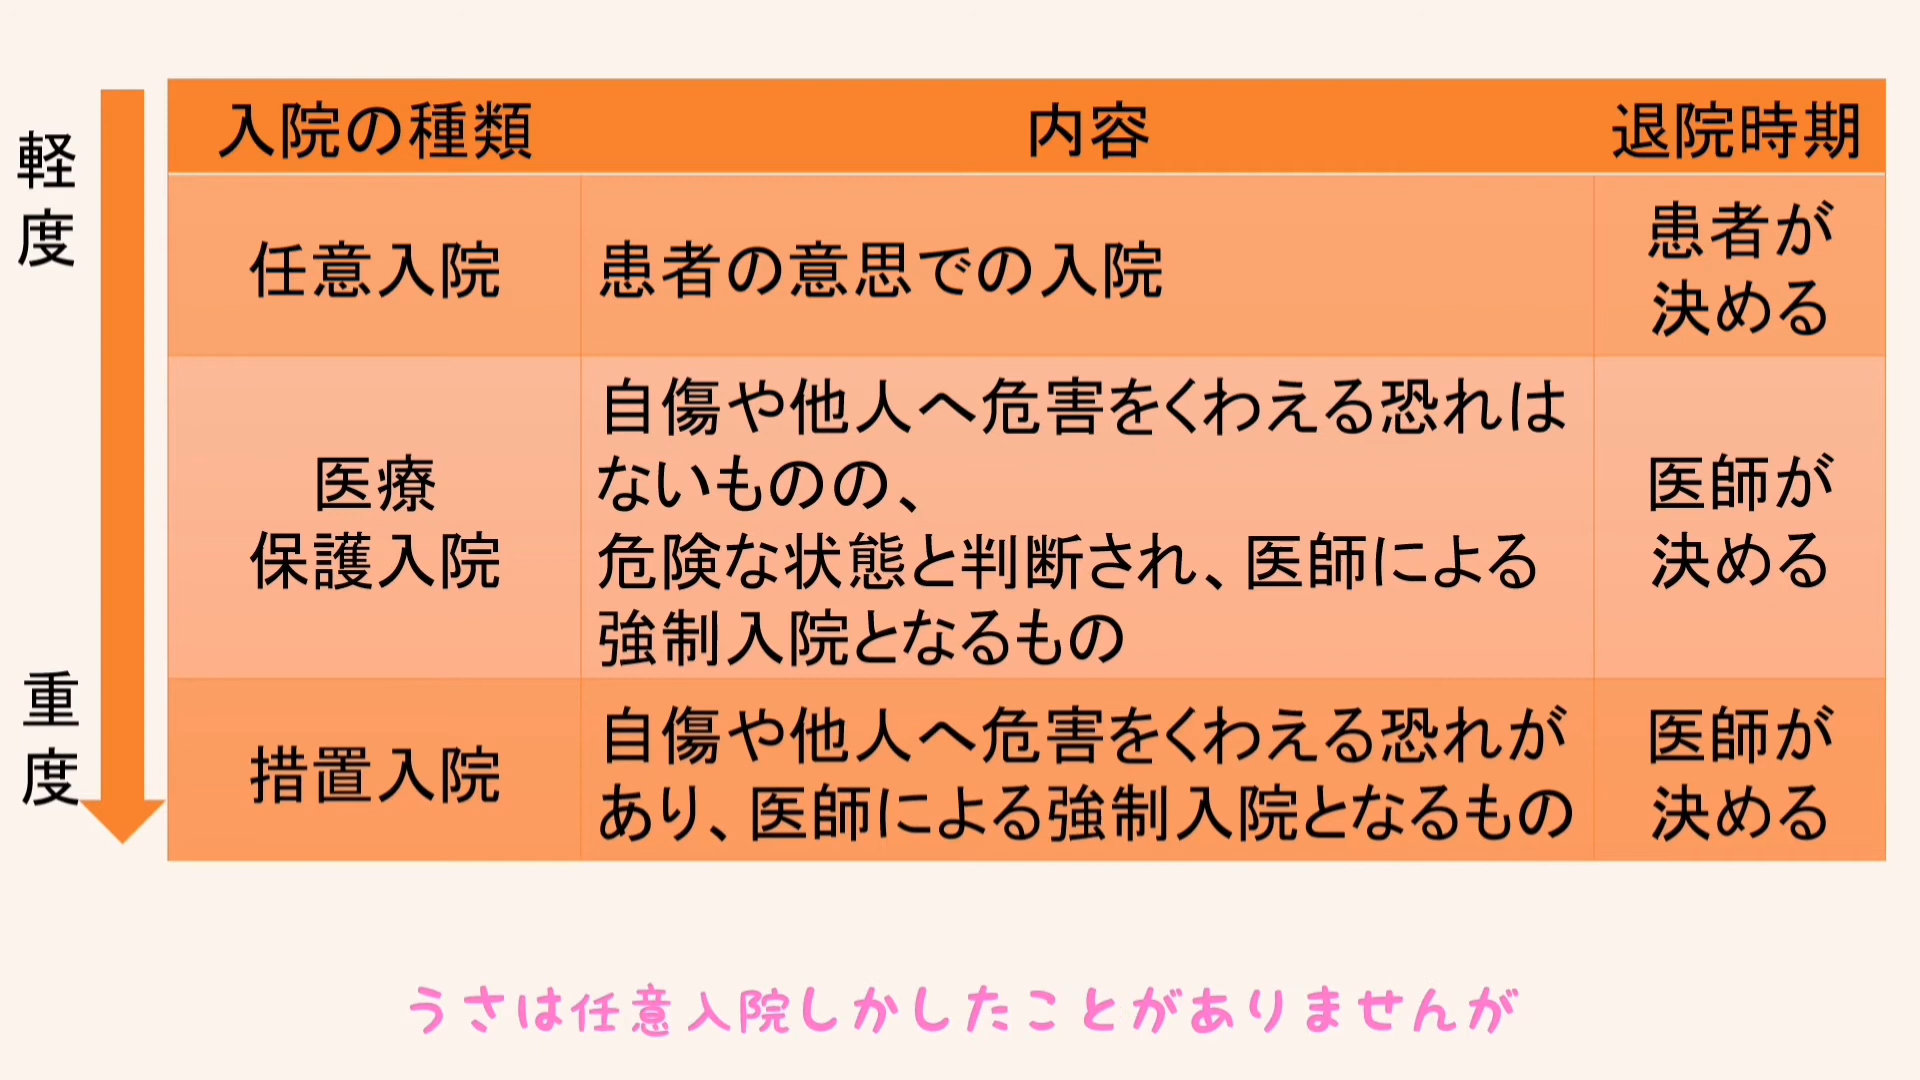 軽度
重度
入院の種類 内容 退院時期
任意入院
患者の意思での入院
患者が
決める
医療
保護入院
自傷や他人へ危害をくわえる恐れは
ないものの、
危険な状態と判断され、医師による
強制入院となるもの
医師が
決める
措置入院
自傷や他人へ危害をくわえる恐れが
あり、医師による強制入院となるもの
医師が
決める
うさは任意入院しかしたことがありませんが